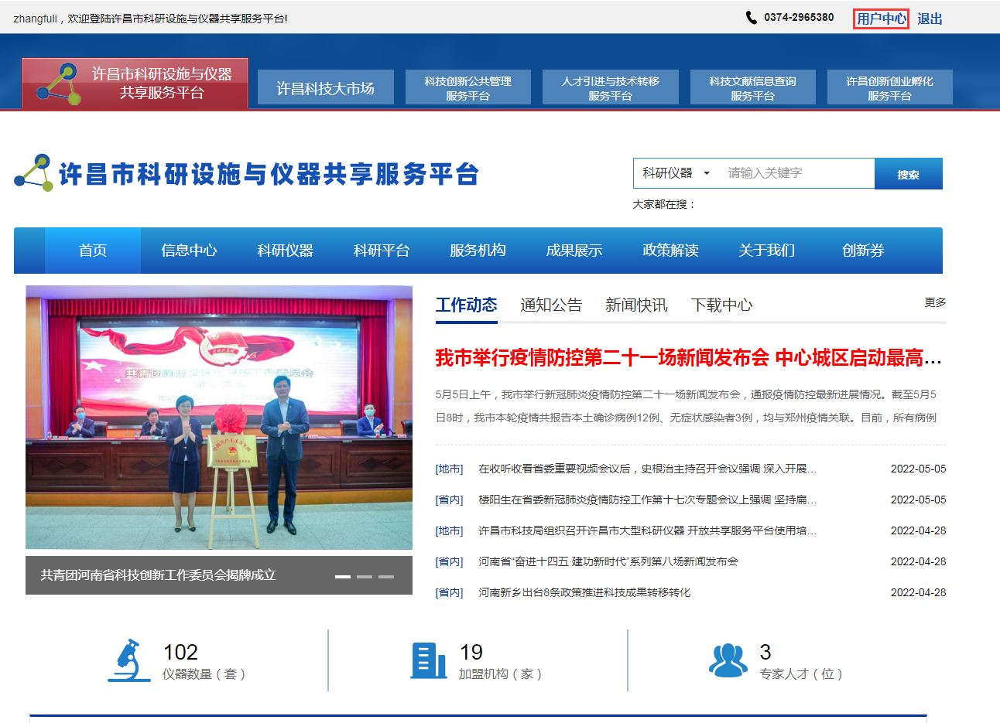 zhangfuli，欢迎登陆许昌市科研设施与仪器共享服务平台!
0374-2965380
用户中心
退出
许昌市科研设施与仪器
共享服务平台
许昌科技大市场
科技创新公共管理
服务平台
人才引进与技术转移
服务平台
科技文献信息查询
服务平台
许昌创新创业孵化
服务平台
许昌市科研设施与仪器共享服务平台
科研仪器
请输入关键字
搜索
大家都在搜：
首页
信息中心
科研仪器
科研平台
服务机构
成果展示
政策解读
关于我们
创新券
共青团河南省科技创新工作委员会揭牌成立
工作动态
通知公告
新闻快讯
下载中心
更多
我市举行疫情防控第二十一场新闻发布会 中心城区启动最高…
5月5日上午，我市举行新冠肺炎疫情防控第二十一场新闻发布会，通报疫情防控最新进展情况。截至5月5
日8时，我市本轮疫情共报告本土确诊病例12例、无症状感染者3例，均与郑州疫情关联。目前，所有病例
[地市] 在收听收看省委重要视频会议后，史根治主持召开会议强调 深入开展… 2022-05-05
[省内] 楼阳生在省委新冠肺炎疫情防控工作第十七次专题会议上强调 坚持扁… 2022-05-05
[地市] 许昌市科技局组织召开许昌市大型科研仪器 开放共享服务平台使用培… 2022-04-28
[省内] 河南省“奋进十四五 建功新时代”系列第八场新闻发布会 2022-04-28
[省内] 河南新乡出台8条政策推进科技成果转移转化 2022-04-28
102
仪器数量（套）
19
加盟机构（家）
3
专家人才（位）